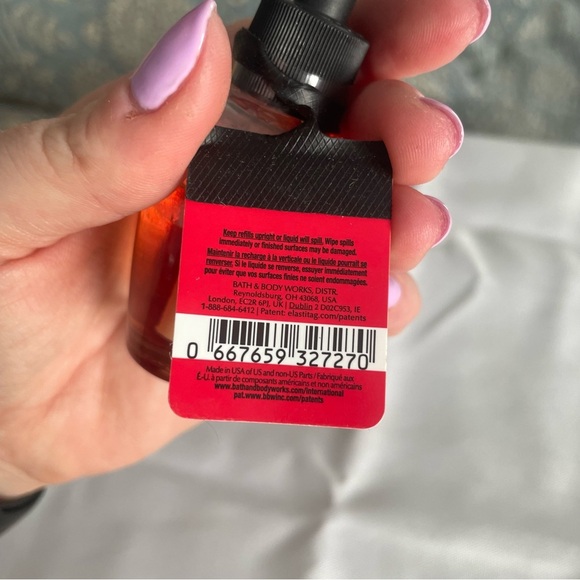 Keep refills upright or liquid will spill. Wipe spills
immediately or finished surfaces may be damaged.
Maintenir la recharge à la verticale ou le liquide pourrait se
renverser. Si le liquide se renverse, essuyer immédiatement
pour éviter que vos surfaces finies ne soient endommagées.
BATH & BODY WORKS, DISTR.
Reynoldsburg, OH 43068, USA
London, EC2R 6PJ, UK | Dublin 2 D02C953, IE
1-888-684-6412 | Patent: elastitag.com/patents
0 667659 327270
Made in USA of US and non-US Parts / Fabriqué aux
É.-U. à partir de composants américains et non américains
www.bathandbodyworks.com/international
pat.www.bbwinc.com/patents